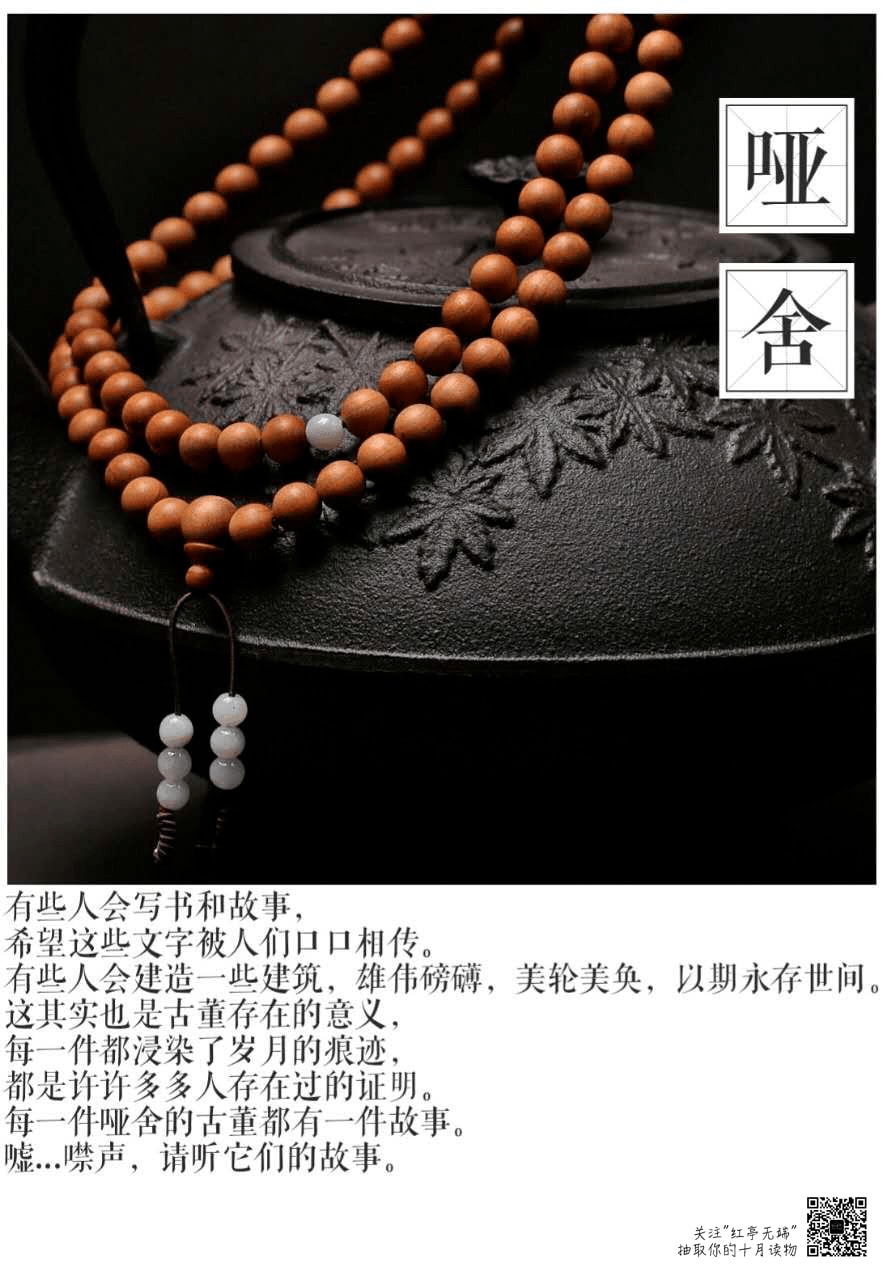 哑
舍
有些人会写书和故事，
希望这些文字被人们口口相传。
有些人会建造一些建筑，雄伟磅礴，美轮美奂，以期永存世间。
这其实也是古董存在的意义，
每一件都浸染了岁月的痕迹，
都是许许多多人存在过的证明。
每一件哑舍的古董都有一件故事。
嘘...噤声，请听它们的故事。
关注"红亭无端"
抽取你的十月读物